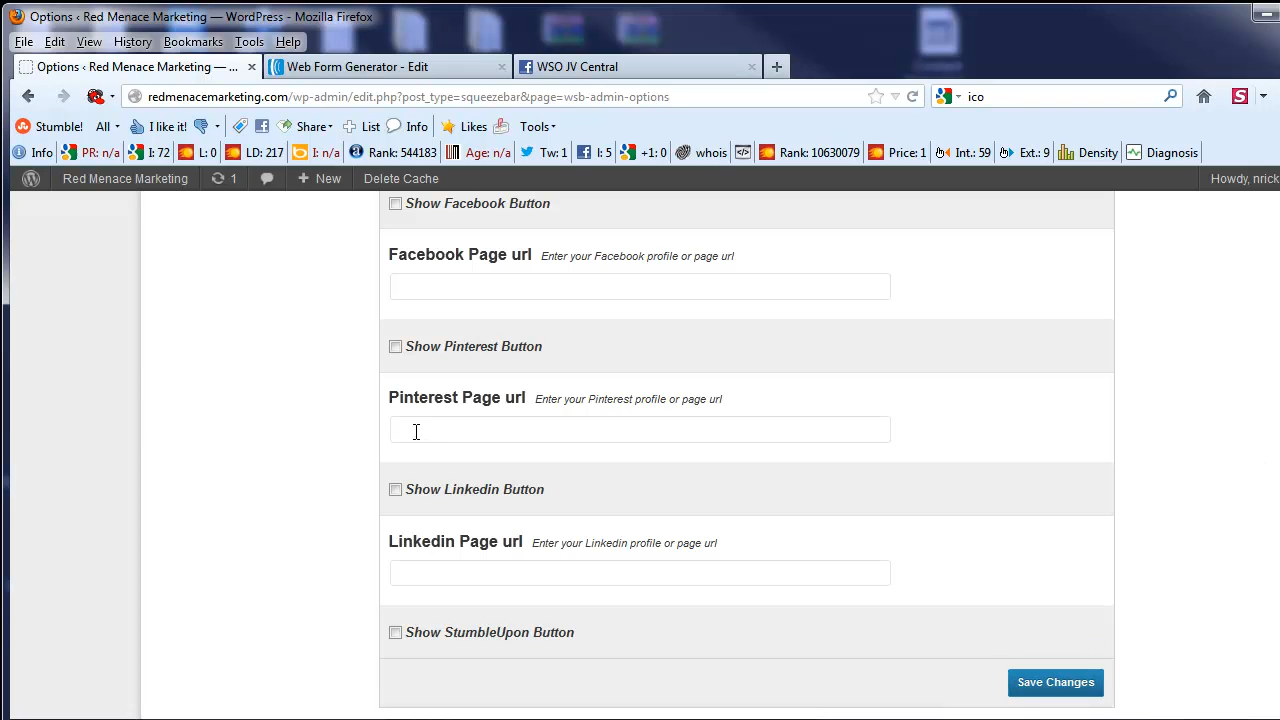 Options ‹ Red Menace Marketing — WordPress - Mozilla Firefox
File Edit View History Bookmarks Tools Help
Options ‹ Red Menace Marketing — ... Web Form Generator - Edit WSO JV Central
redmenacemarketing.com/wp-admin/edit.php?post_type=squeezebar&page=wsb-admin-options ico
Stumble! All I like it! Share List Info Likes Tools
Info PR: n/a I: 72 L: 0 LD: 217 I: n/a Rank: 544183 Age: n/a Tw: 1 I: 5 +1: 0 whois Rank: 10630079 Price: 1 Int.: 59 Ext.: 9 Density Diagnosis
Red Menace Marketing 1 + New Delete Cache Howdy, nrick
Show Facebook Button
Facebook Page url Enter your Facebook profile or page url
Show Pinterest Button
Pinterest Page url Enter your Pinterest profile or page url
Show Linkedin Button
Linkedin Page url Enter your Linkedin profile or page url
Show StumbleUpon Button
Save Changes